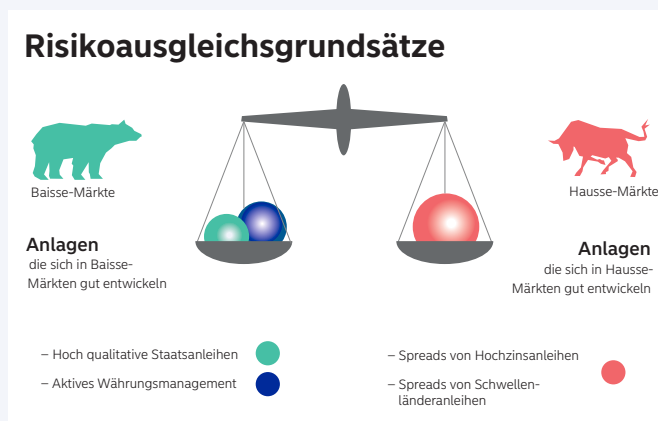 Risikoausgleichsgrundsätze
Baisse-Märkte
Hausse-Märkte
Anlagen
die sich in Baisse-
Märkten gut entwickeln
Anlagen
die sich in Hausse-
Märkten gut entwickeln
– Hoch qualitative Staatsanleihen
– Aktives Währungsmanagement
– Spreads von Hochzinsanleihen
– Spreads von Schwellen-
länderanleihen